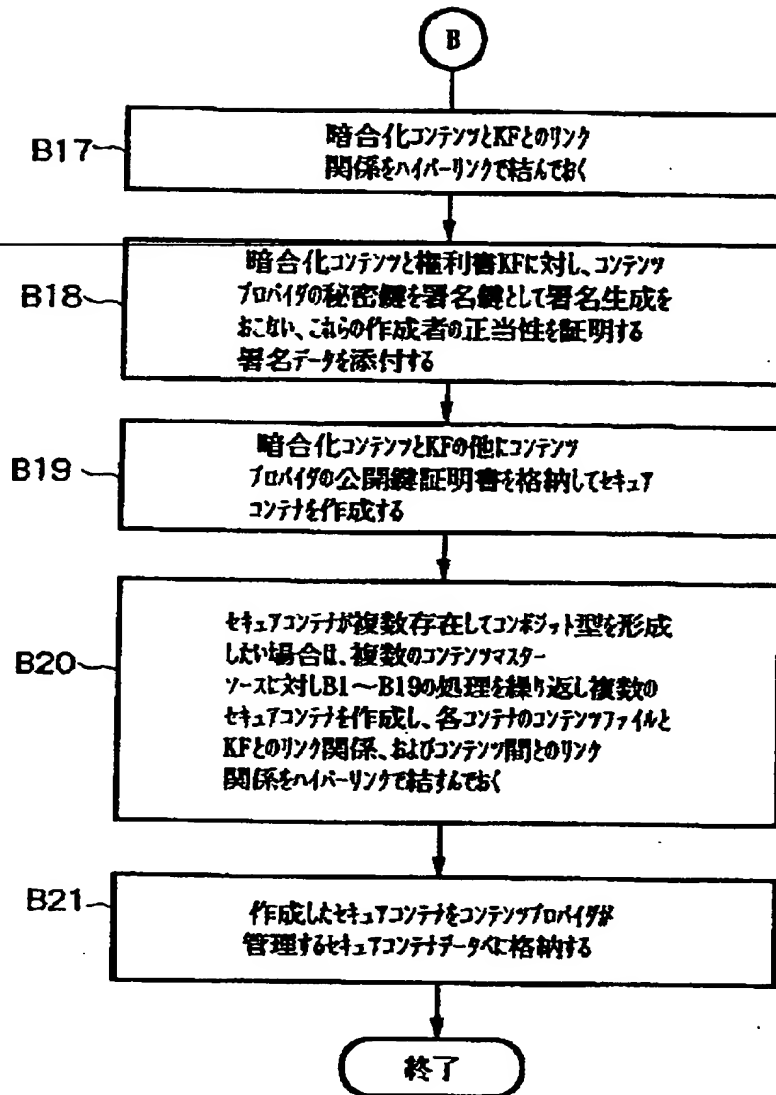 B
B17
暗合化コンテンツとKFとのリンク
関係をハイパーリンクで結んでおく
B18
暗合化コンテンツと権利書KFに対し、コンテンツ
プロバイダの秘密鍵を署名鍵として署名生成を
おこない、これらの作成者の正当性を証明する
署名データを添付する
B19
暗合化コンテンツとKFの他にコンテンツ
プロバイダの公開鍵証明書を格納してセキュア
コンテナを作成する
B20
セキュアコンテナが複数存在してコンポジット型を形成
したい場合は、複数のコンテンツマスター
ソースに対しB1～B19の処理を繰り返し複数の
セキュアコンテナを作成し、各コンテナのコンテンツファイルと
KFとのリンク関係、およびコンテンツ間とのリンク
関係をハイパーリンクで結すんでおく
B21
作成したセキュアコンテナをコンテンツプロバイダが
管理するセキュアコンテナデータベに格納する
終了